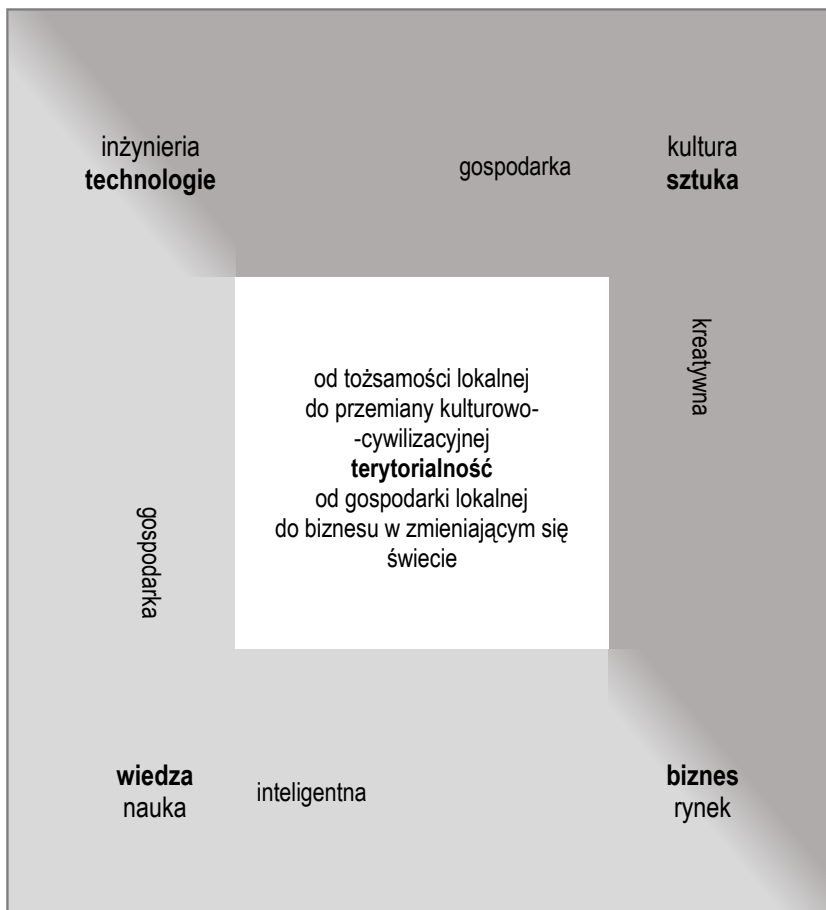 inżynieria
technologie
gospodarka
kultura
sztuka
kreatywna
od tożsamości lokalnej
do przemiany kulturowo-
-cywilizacyjnej
terytorialność
od gospodarki lokalnej
do biznesu w zmieniającym się
świecie
gospodarka
wiedza
nauka
inteligentna
biznes
rynek